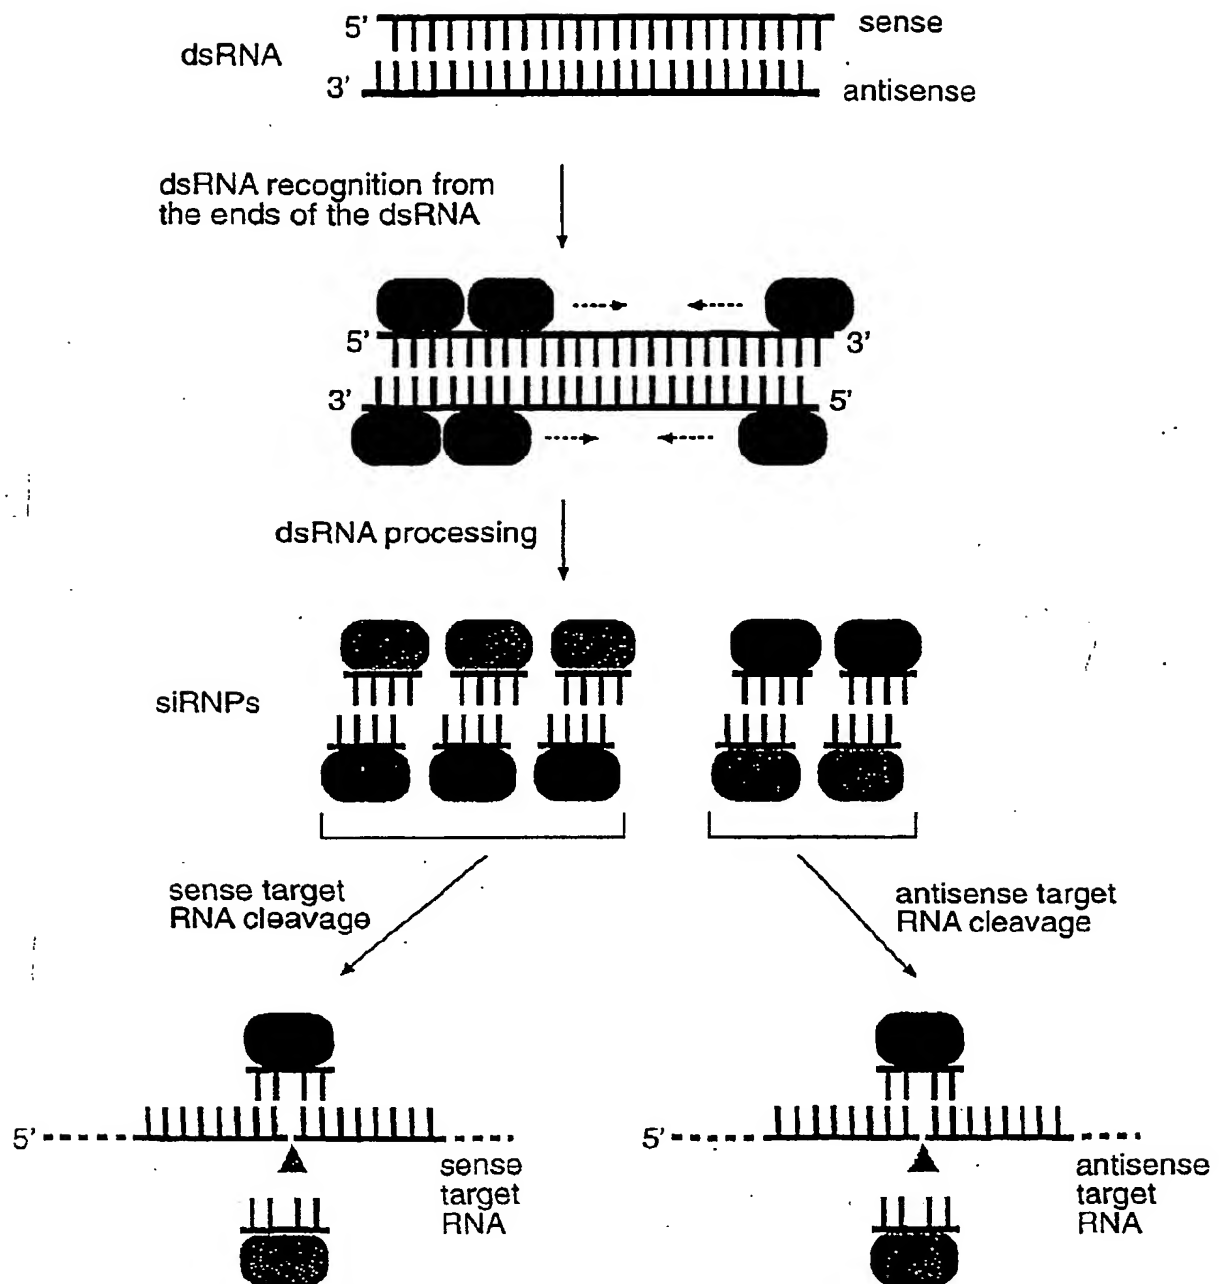 5' sense
dsRNA
3' antisense
dsRNA recognition from
the ends of the dsRNA
5' 3'
3' 5'
dsRNA processing
siRNPs
sense target
RNA cleavage
antisense target
RNA cleavage
5'
sense
target
RNA
5'
antisense
target
RNA